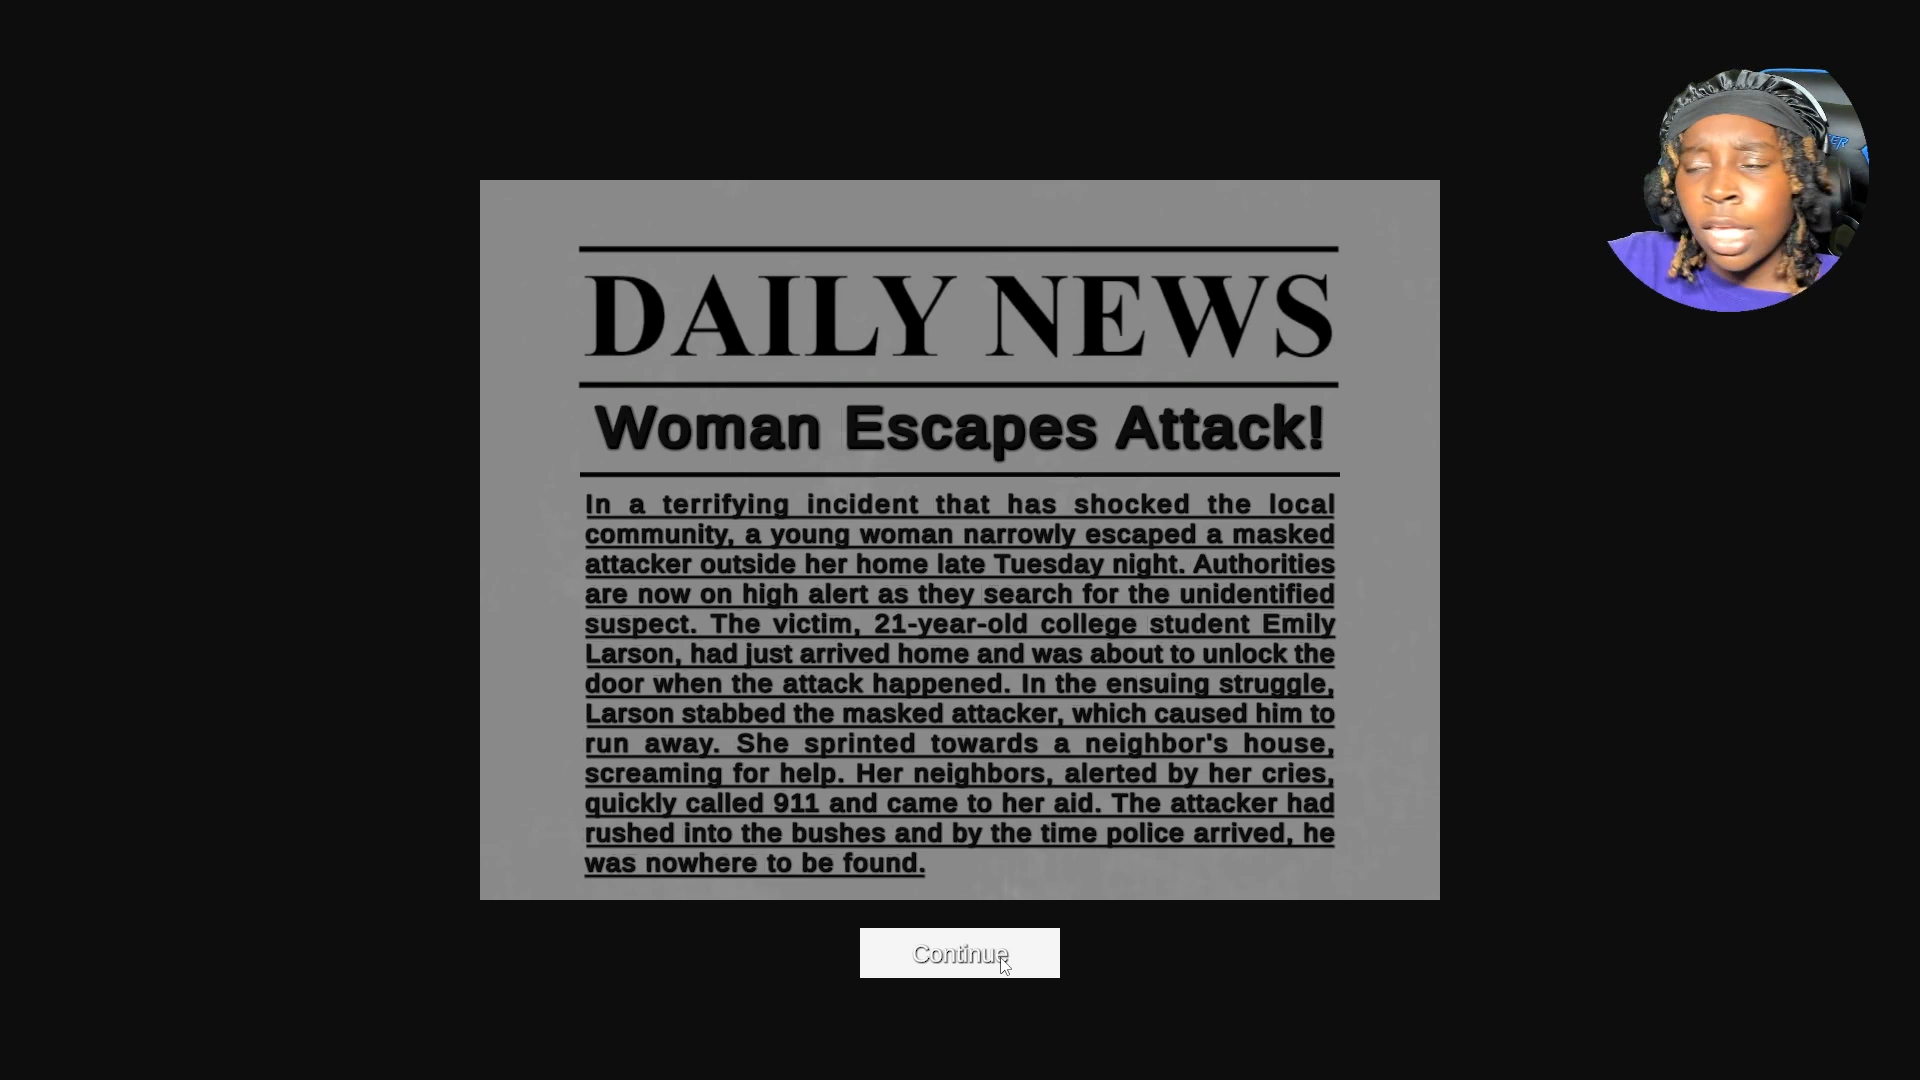 DAILY NEWS
Woman Escapes Attack!
In a terrifying incident that has shocked the local
community, a young woman narrowly escaped a masked
attacker outside her home late Tuesday night. Authorities
are now on high alert as they search for the unidentified
suspect. The victim, 21-year-old college student Emily
Larson, had just arrived home and was about to unlock the
door when the attack happened. In the ensuing struggle,
Larson stabbed the masked attacker, which caused him to
run away. She sprinted towards a neighbor's house,
screaming for help. Her neighbors, alerted by her cries,
quickly called 911 and came to her aid. The attacker had
rushed into the bushes and by the time police arrived, he
was nowhere to be found.
Continue